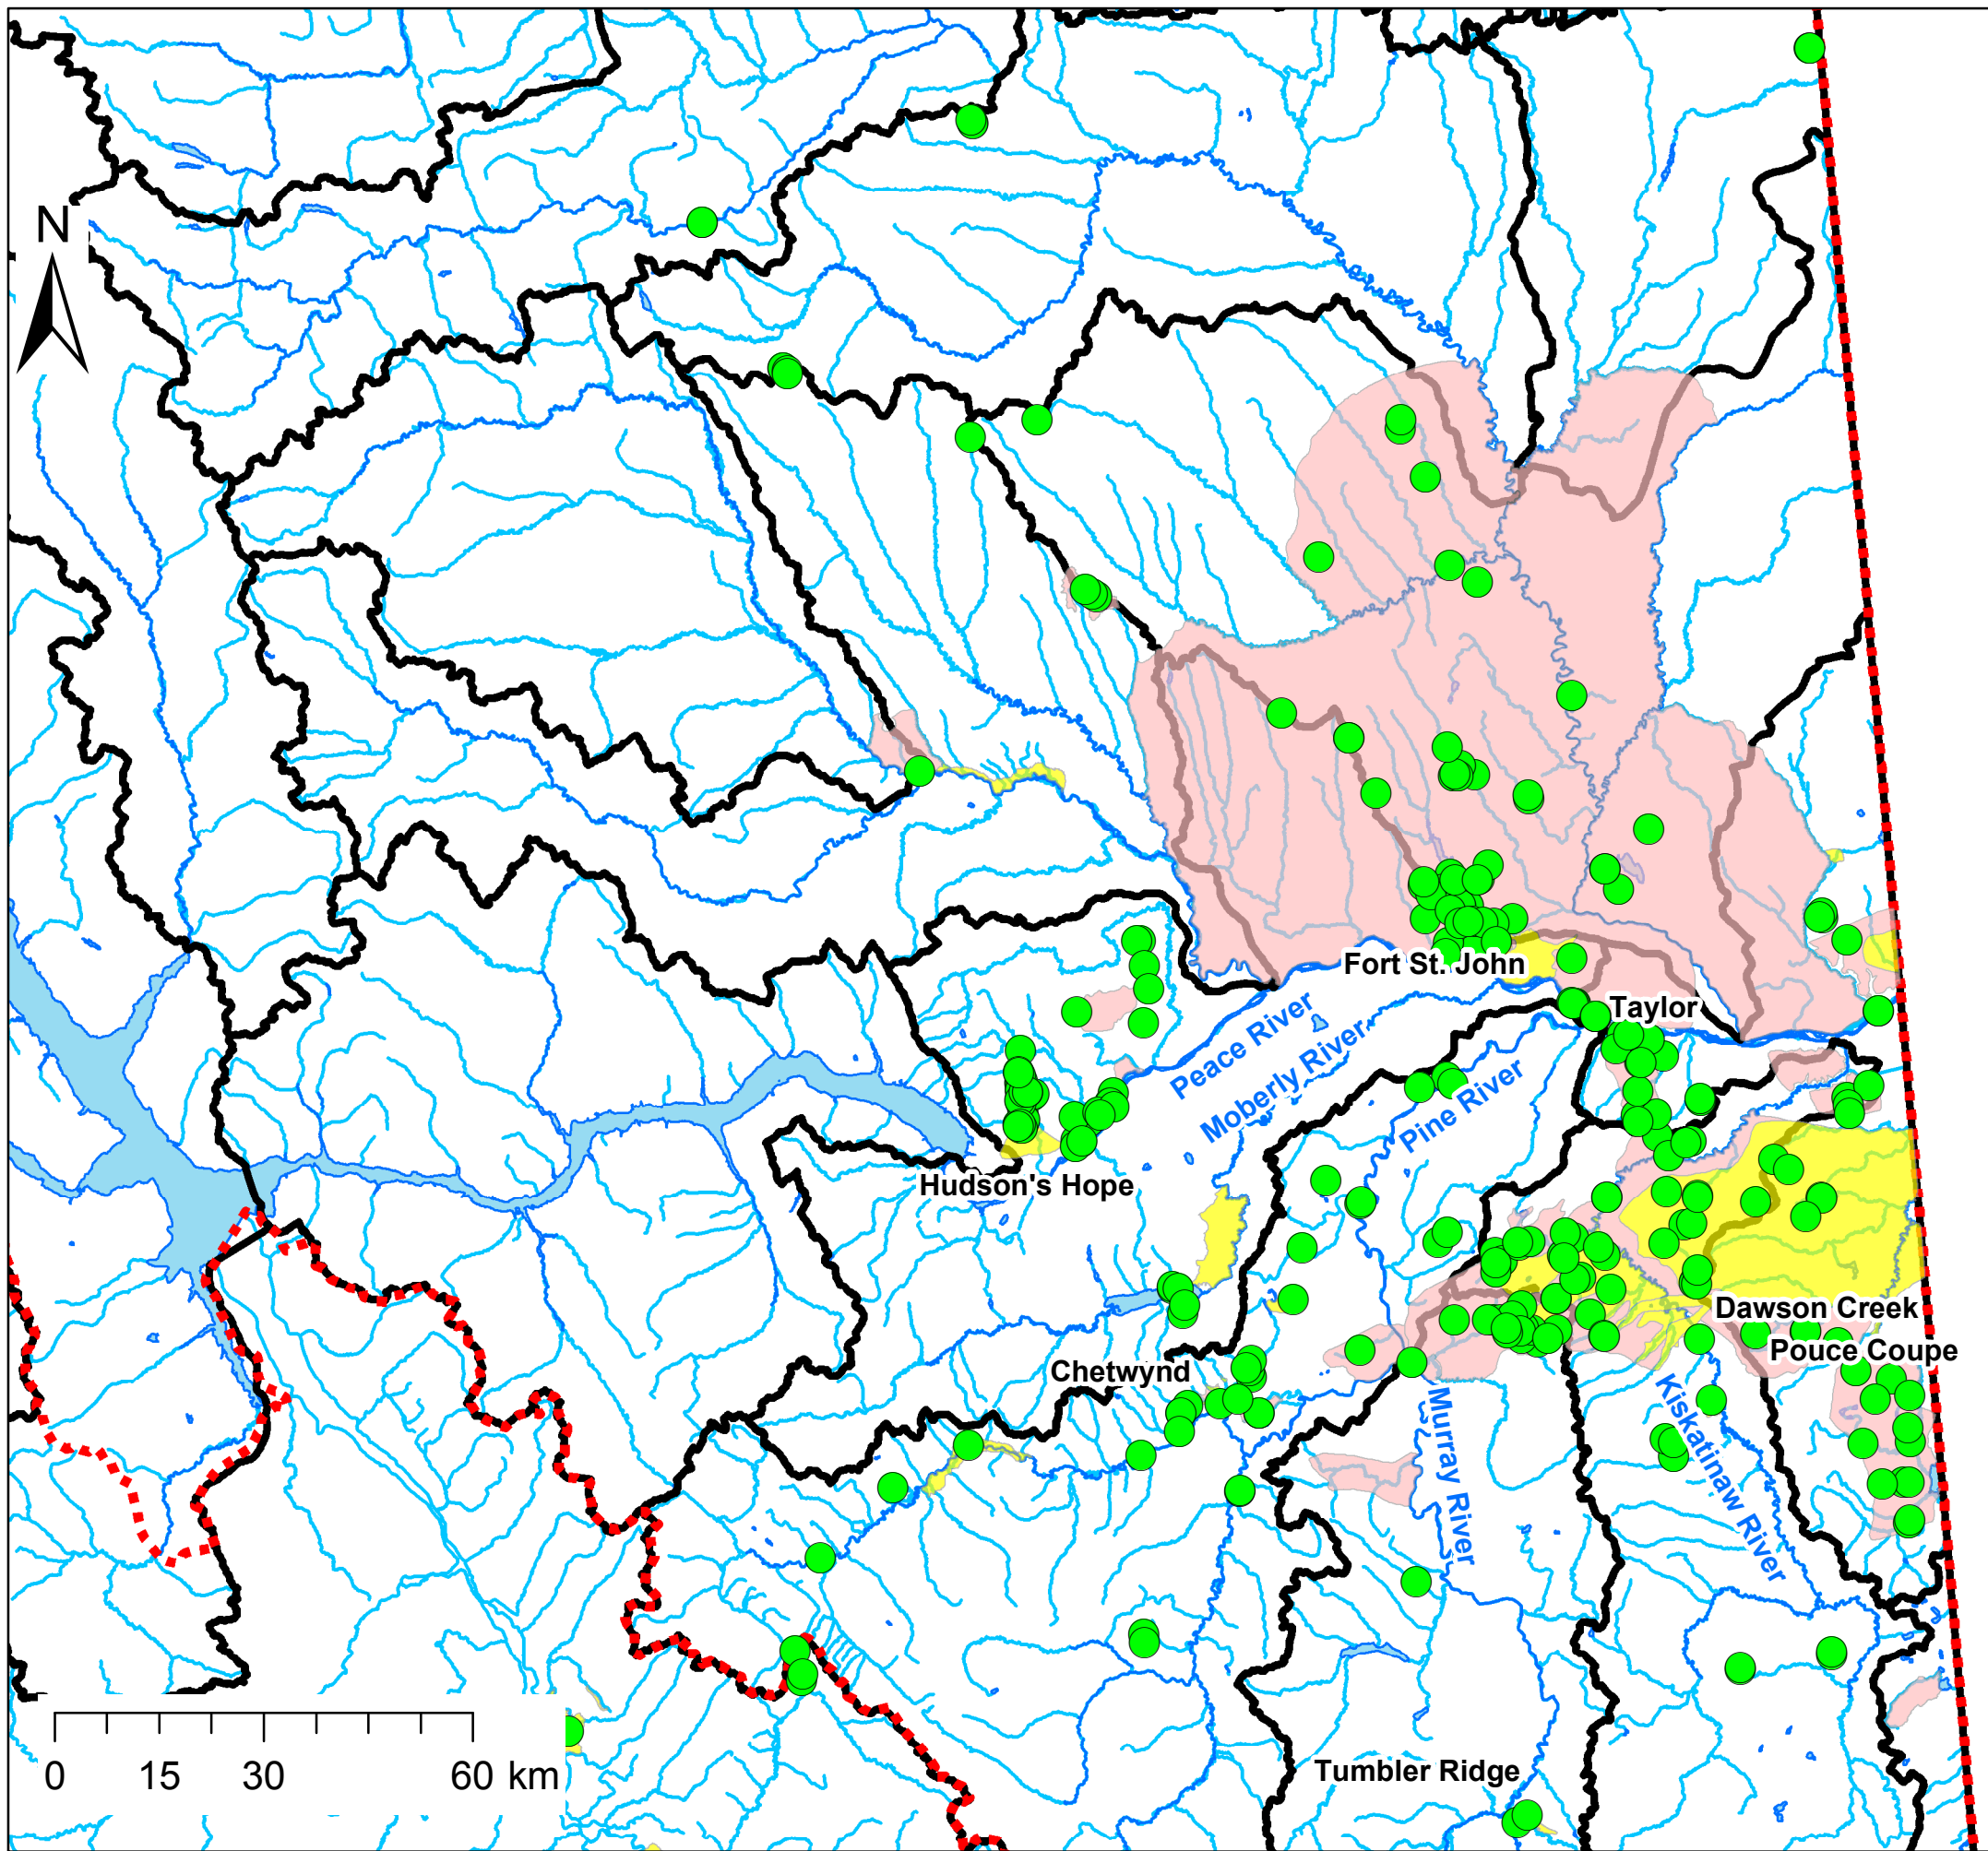 N
Fort St. John
Taylor
Peace River
Moberly River
Pine River
Hudson's Hope
Dawson Creek
Pouce Coupe
Chetwynd
Murray River
Kiskatinaw River
Tumbler Ridge
0 15 30 60 km